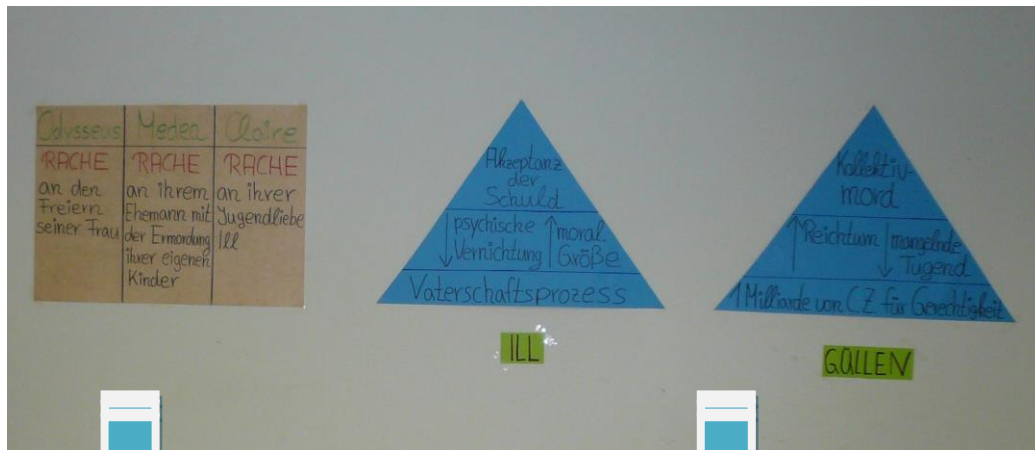 Odysseus
RACHE
an den
Freiern
seiner Frau
Medea
RACHE
an ihrem
Ehemann mit
der Ermordung
ihrer eigenen
Kinder
Claire
RACHE
an ihrer
Jugendliebe
Ill
Akzeptanz
der
Schuld
psychische
Vernichtung
moral.
Größe
Vaterschaftsprozess
ILL
Kollektiv-
mord
Reichtum
mangelnde
Tugend
1 Milliarde von C.Z. für Gerechtigkeit
GÜLLEN